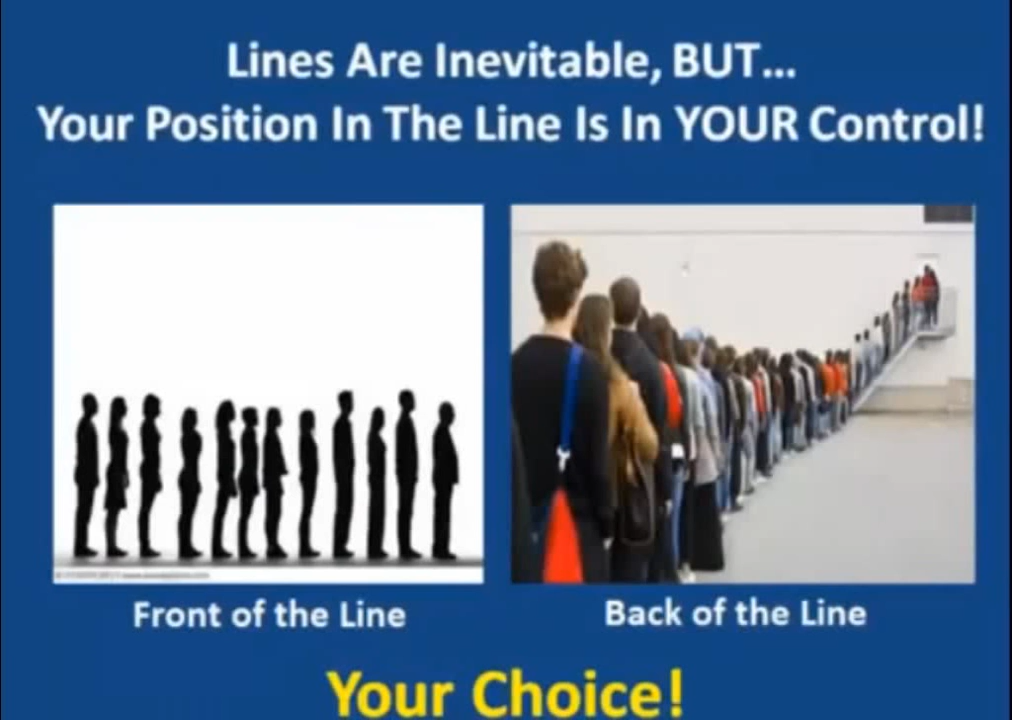 Lines Are Inevitable, BUT...
Your Position In The Line Is In YOUR Control!
Front of the Line
Back of the Line
Your Choice!